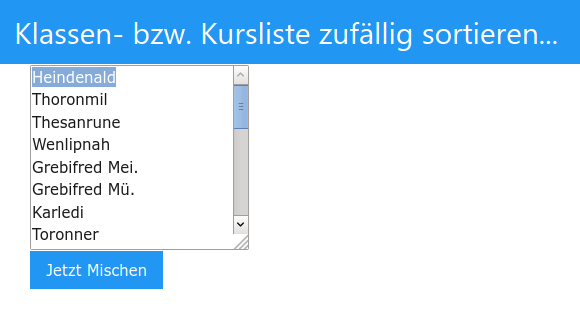 Klassen- bzw. Kursliste zufällig sortieren...
Heindenald
Thoronmil
Thesanrune
Wenlipnah
Grebifred Mei.
Grebifred Mü.
Karledi
Toronner
Jetzt Mischen